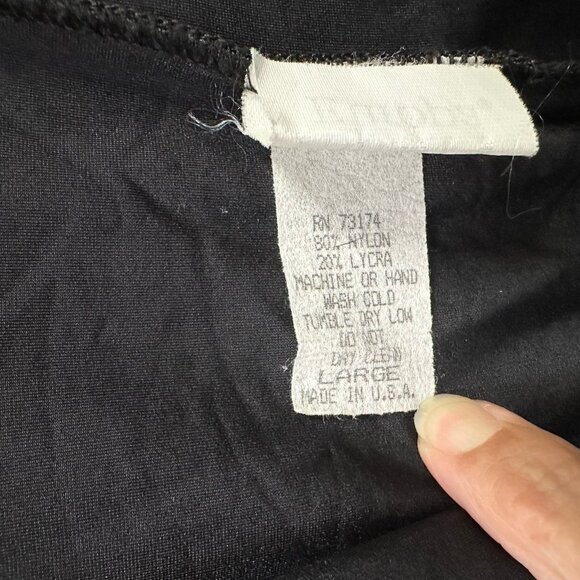 RN 73174
80% NYLON
20% LYCRA
MACHINE OR HAND
WASH COLD
TUMBLE DRY LOW
DO NOT
DRY CLEAN
LARGE
MADE IN U.S.A.